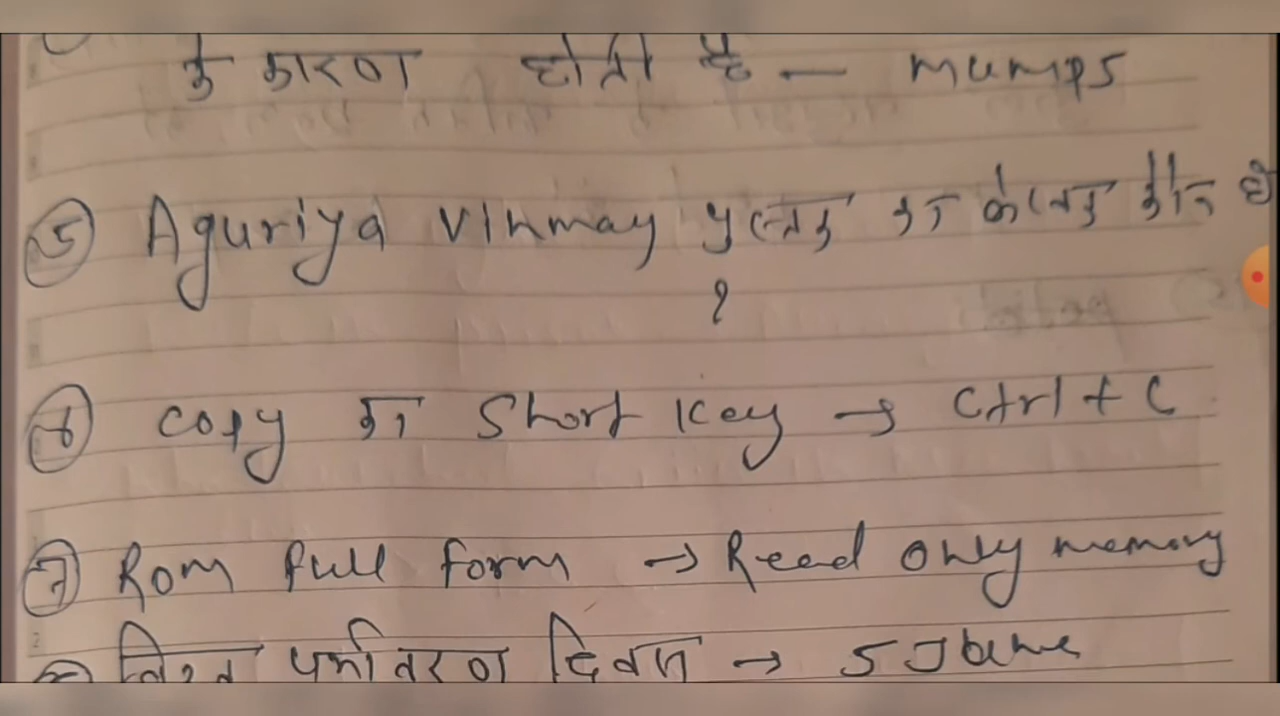 के कारण होती है — mumps
⑤ Aguriya Vinmay पुस्तक का लेखक कौन है
?
⑥ Copy का Short Key → Ctrl + C
⑦ Rom full form → Read Only memory
विश्व पर्यावरण दिवस → 5 June